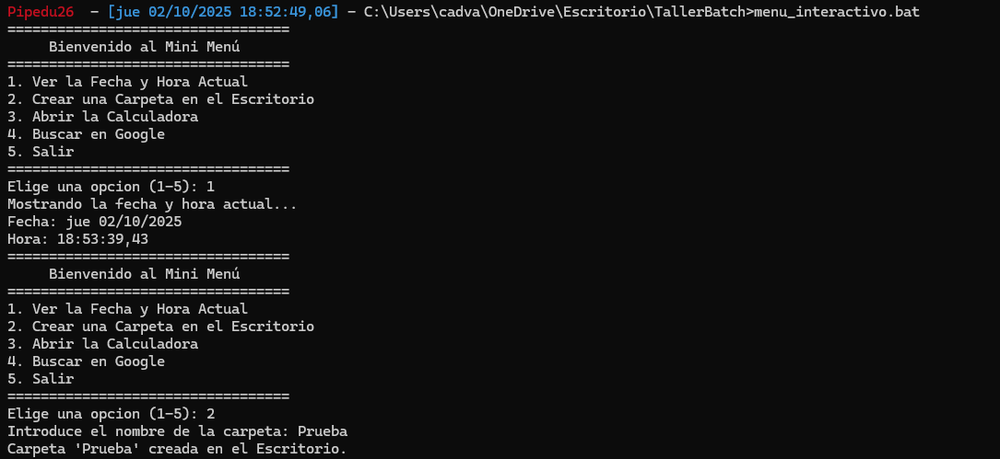 Pipedu26 - [jue 02/10/2025 18:52:49,06] - C:\Users\cadva\OneDrive\Escritorio\TallerBatch>menu_interactivo.bat
==================================
Bienvenido al Mini Menú
==================================
1. Ver la Fecha y Hora Actual
2. Crear una Carpeta en el Escritorio
3. Abrir la Calculadora
4. Buscar en Google
5. Salir
==================================
Elige una opcion (1-5): 1
Mostrando la fecha y hora actual...
Fecha: jue 02/10/2025
Hora: 18:53:39,43
==================================
Bienvenido al Mini Menú
==================================
1. Ver la Fecha y Hora Actual
2. Crear una Carpeta en el Escritorio
3. Abrir la Calculadora
4. Buscar en Google
5. Salir
==================================
Elige una opcion (1-5): 2
Introduce el nombre de la carpeta: Prueba
Carpeta 'Prueba' creada en el Escritorio.